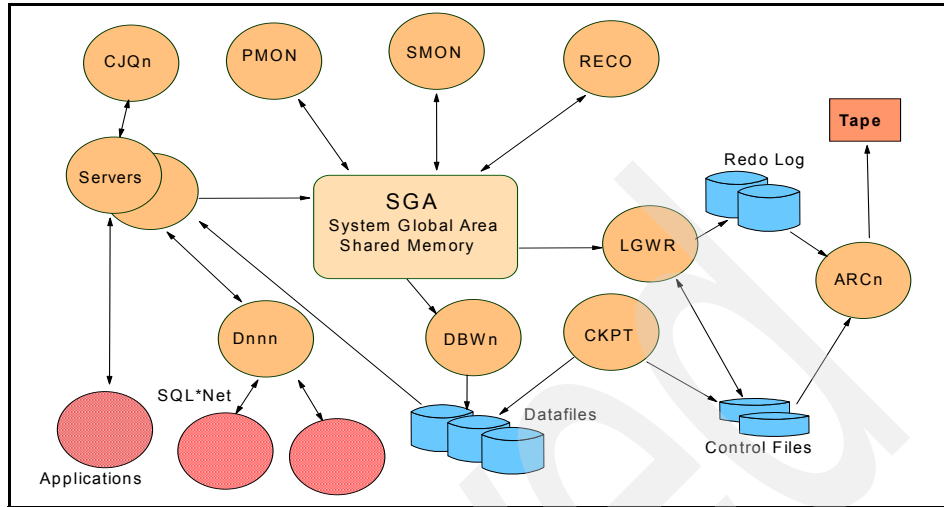 CJQn
PMON
SMON
RECO
Tape
Servers
Redo Log
SGA
System Global Area
Shared Memory
LGWR
ARCn
Dnnn
DBWn
CKPT
SQL*Net
Datafiles
Control Files
Applications